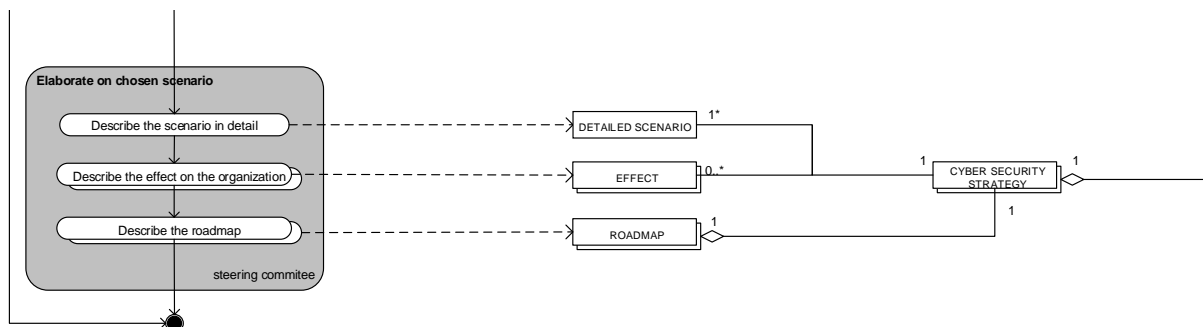 Elaborate on chosen scenario
Describe the scenario in detail
DETAILED SCENARIO
1*
Describe the effect on the organization
EFFECT
0..*
1
CYBER SECURITY
STRATEGY
1
1
Describe the roadmap
ROADMAP
1
steering commitee